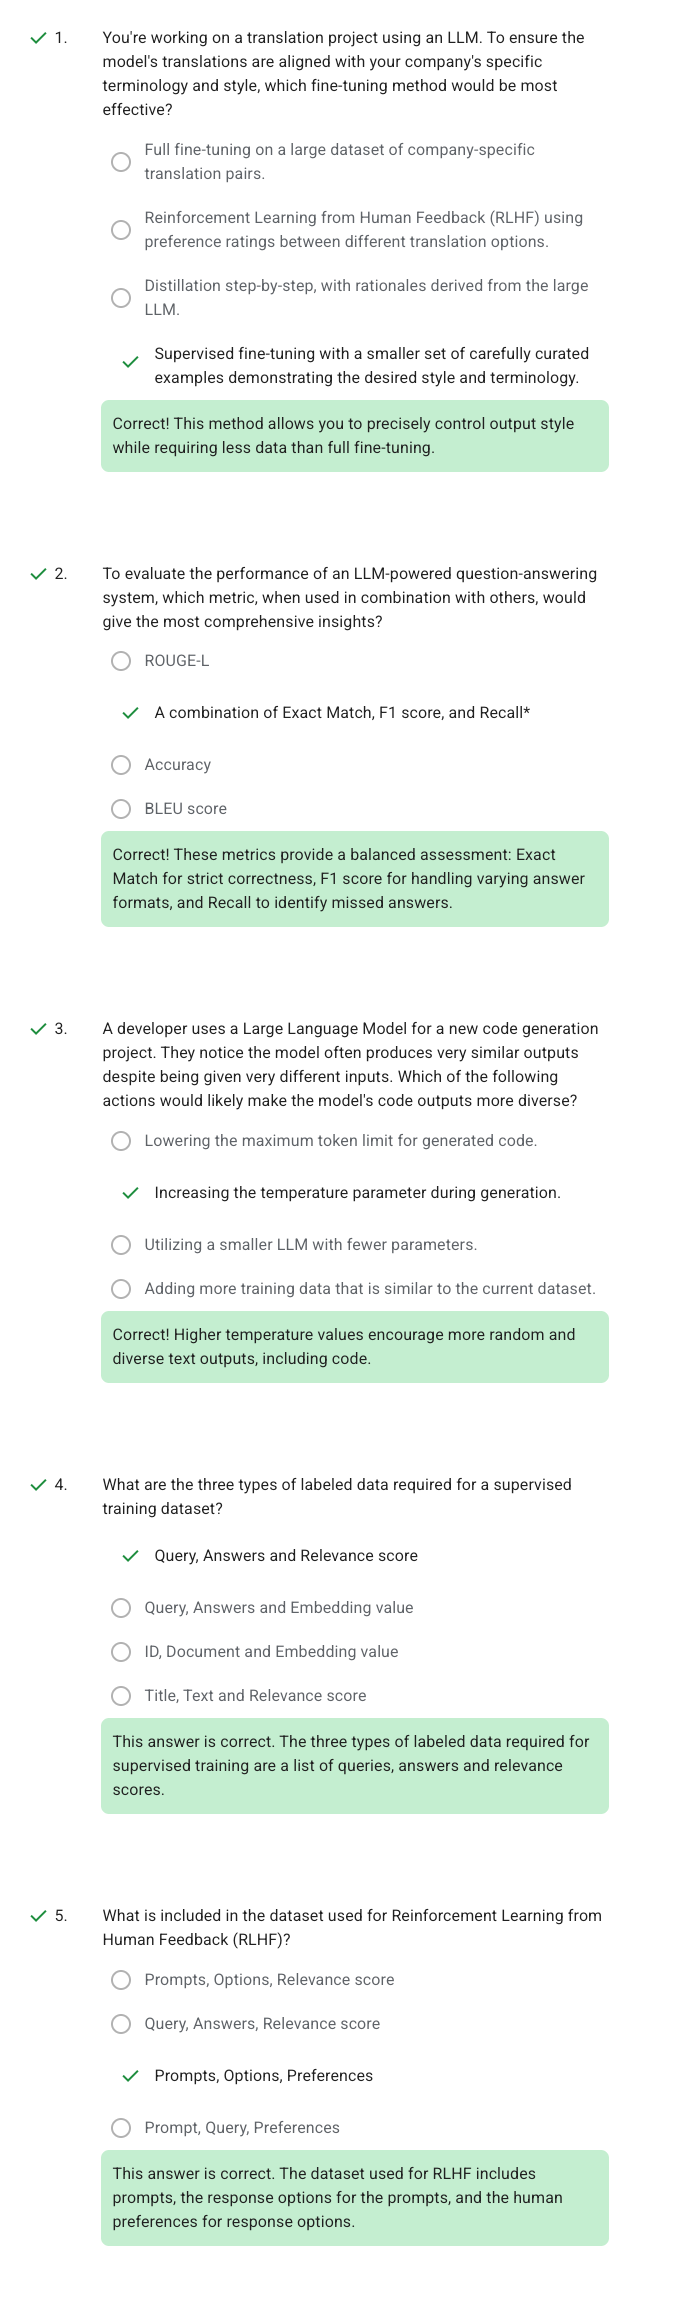 1. You're working on a translation project using an LLM. To ensure the
model's translations are aligned with your company's specific
terminology and style, which fine-tuning method would be most
effective?
Full fine-tuning on a large dataset of company-specific
translation pairs.
Reinforcement Learning from Human Feedback (RLHF) using
preference ratings between different translation options.
Distillation step-by-step, with rationales derived from the large
LLM.
Supervised fine-tuning with a smaller set of carefully curated
examples demonstrating the desired style and terminology.
Correct! This method allows you to precisely control output style
while requiring less data than full fine-tuning.
2. To evaluate the performance of an LLM-powered question-answering
system, which metric, when used in combination with others, would
give the most comprehensive insights?
ROUGE-L
A combination of Exact Match, F1 score, and Recall*
Accuracy
BLEU score
Correct! These metrics provide a balanced assessment: Exact
Match for strict correctness, F1 score for handling varying answer
formats, and Recall to identify missed answers.
3. A developer uses a Large Language Model for a new code generation
project. They notice the model often produces very similar outputs
despite being given very different inputs. Which of the following
actions would likely make the model's code outputs more diverse?
Lowering the maximum token limit for generated code.
Increasing the temperature parameter during generation.
Utilizing a smaller LLM with fewer parameters.
Adding more training data that is similar to the current dataset.
Correct! Higher temperature values encourage more random and
diverse text outputs, including code.
4. What are the three types of labeled data required for a supervised
training dataset?
Query, Answers and Relevance score
Query, Answers and Embedding value
ID, Document and Embedding value
Title, Text and Relevance score
This answer is correct. The three types of labeled data required for
supervised training are a list of queries, answers and relevance
scores.
5. What is included in the dataset used for Reinforcement Learning from
Human Feedback (RLHF)?
Prompts, Options, Relevance score
Query, Answers, Relevance score
Prompts, Options, Preferences
Prompt, Query, Preferences
This answer is correct. The dataset used for RLHF includes
prompts, the response options for the prompts, and the human
preferences for response options.